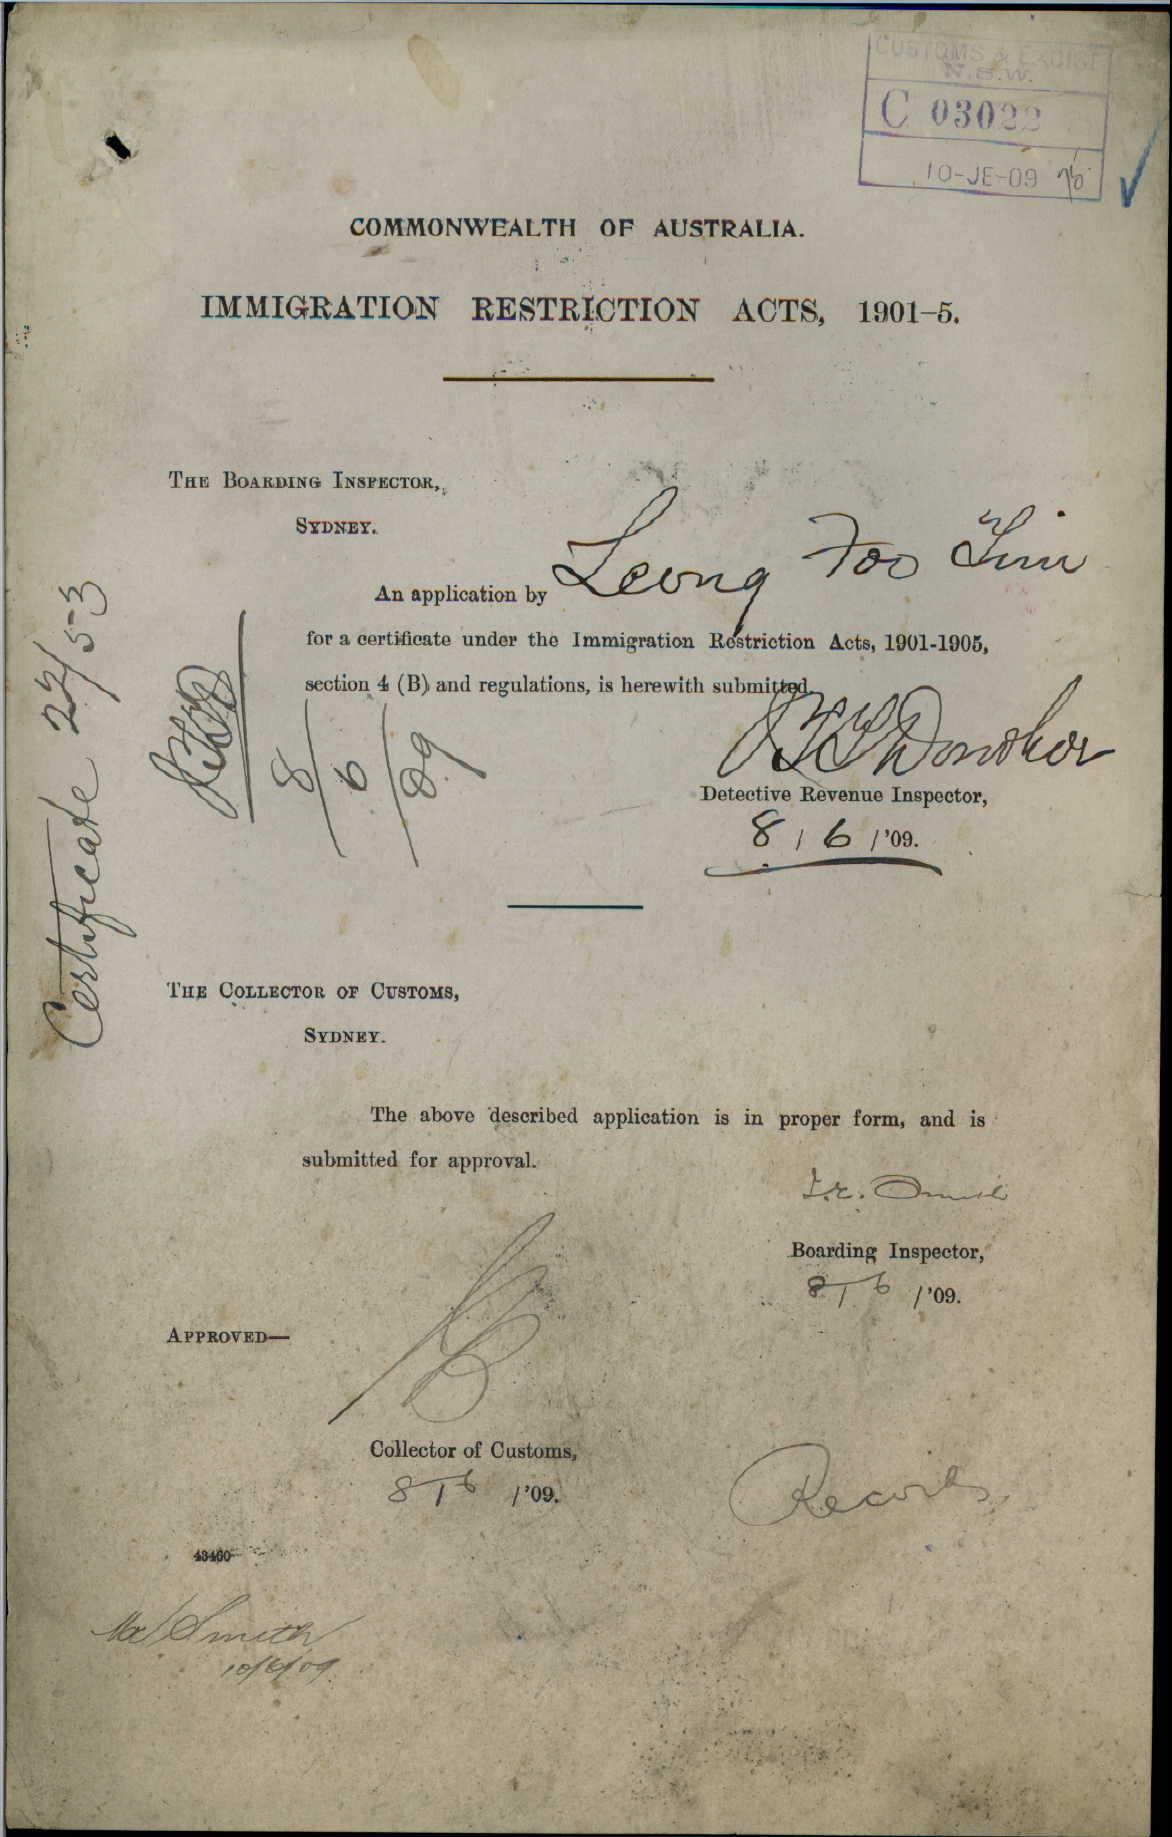 CUSTOMS & EXCISE
N.S.W.
C 03022
10-JE-09
COMMONWEALTH OF AUSTRALIA.
IMMIGRATION RESTRICTION ACTS, 1901-5.
THE BOARDING INSPECTOR,
SYDNEY.
An application by Leong Foo
for a certificate under the Immigration Restriction Acts, 1901-1905,
section 4 (B) and regulations, is herewith submitted.
Donohoe
Detective Revenue Inspector,
8 / 6 /'09.
8/6/09
Certificate 22/53
THE COLLECTOR OF CUSTOMS,
SYDNEY.
The above described application is in proper form, and is
submitted for approval.
Boarding Inspector,
8/6 /'09.
APPROVED—
Collector of Customs,
8/6 /'09.
Records
43460
Mr Smith
10/6/09